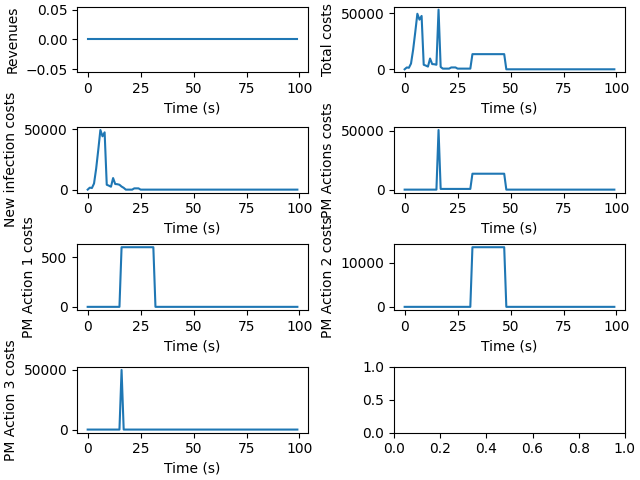 Revenues
0.05
0.00
−0.05
0 25 50 75 100
Time (s)
Total costs
50000
0
0 25 50 75 100
Time (s)
New infection costs
50000
0
0 25 50 75 100
Time (s)
PM Actions costs
50000
0
0 25 50 75 100
Time (s)
PM Action 1 costs
500
0
0 25 50 75 100
Time (s)
PM Action 2 costs
10000
0
0 25 50 75 100
Time (s)
PM Action 3 costs
50000
0
0 25 50 75 100
Time (s)
1.0
0.5
0.0
0.0 0.2 0.4 0.6 0.8 1.0